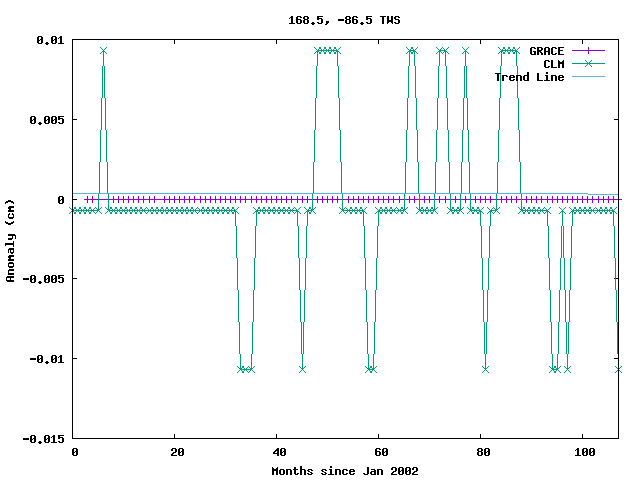 168.5, -86.5 TWS
GRACE
CLM
Trend Line
0.01
0.005
0
-0.005
-0.01
-0.015
Anomaly (cm)
0 20 40 60 80 100
Months since Jan 2002